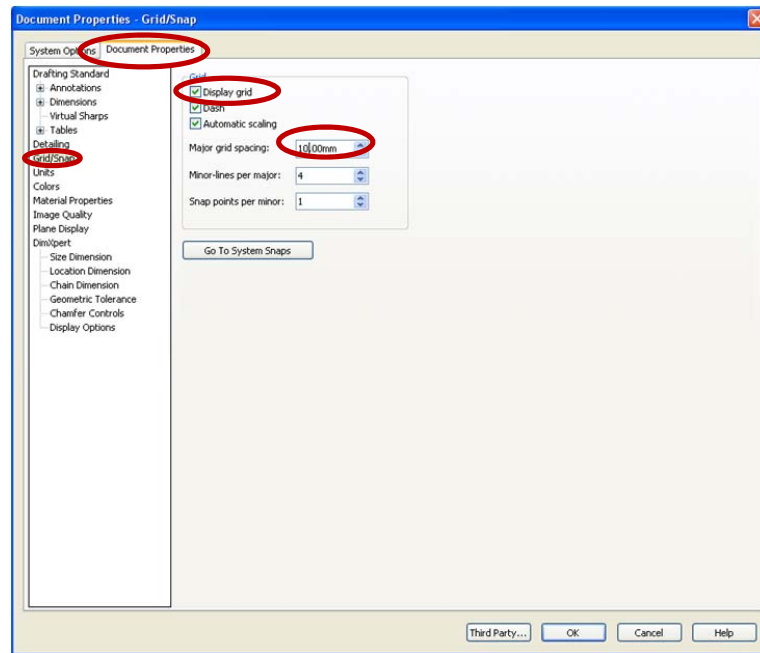 Document Properties - Grid/Snap
System Options Document Properties
Drafting Standard
Annotations
Dimensions
Virtual Sharps
Tables
Detailing
Grid/Snap
Units
Colors
Material Properties
Image Quality
Plane Display
DimXpert
Size Dimension
Location Dimension
Chain Dimension
Geometric Tolerance
Chamfer Controls
Display Options
Grid
Display grid
Dash
Automatic scaling
Major grid spacing: 10.00mm
Minor-lines per major: 4
Snap points per minor: 1
Go To System Snaps
Third Party... OK Cancel Help